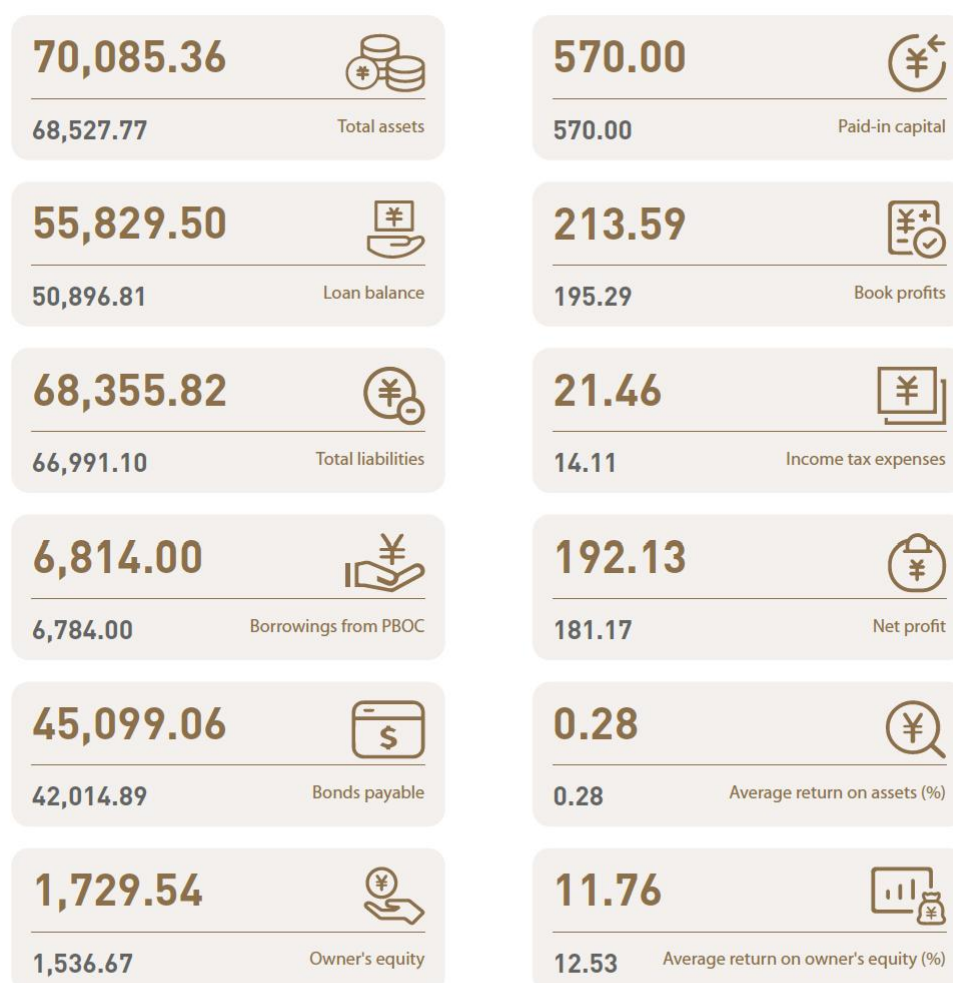 70,085.36
68,527.77 Total assets
570.00
570.00 Paid-in capital
55,829.50
50,896.81 Loan balance
213.59
195.29 Book profits
68,355.82
66,991.10 Total liabilities
21.46
14.11 Income tax expenses
6,814.00
6,784.00 Borrowings from PBOC
192.13
181.17 Net profit
45,099.06
42,014.89 Bonds payable
0.28
0.28 Average return on assets (%)
1,729.54
1,536.67 Owner's equity
11.76
12.53 Average return on owner's equity (%)